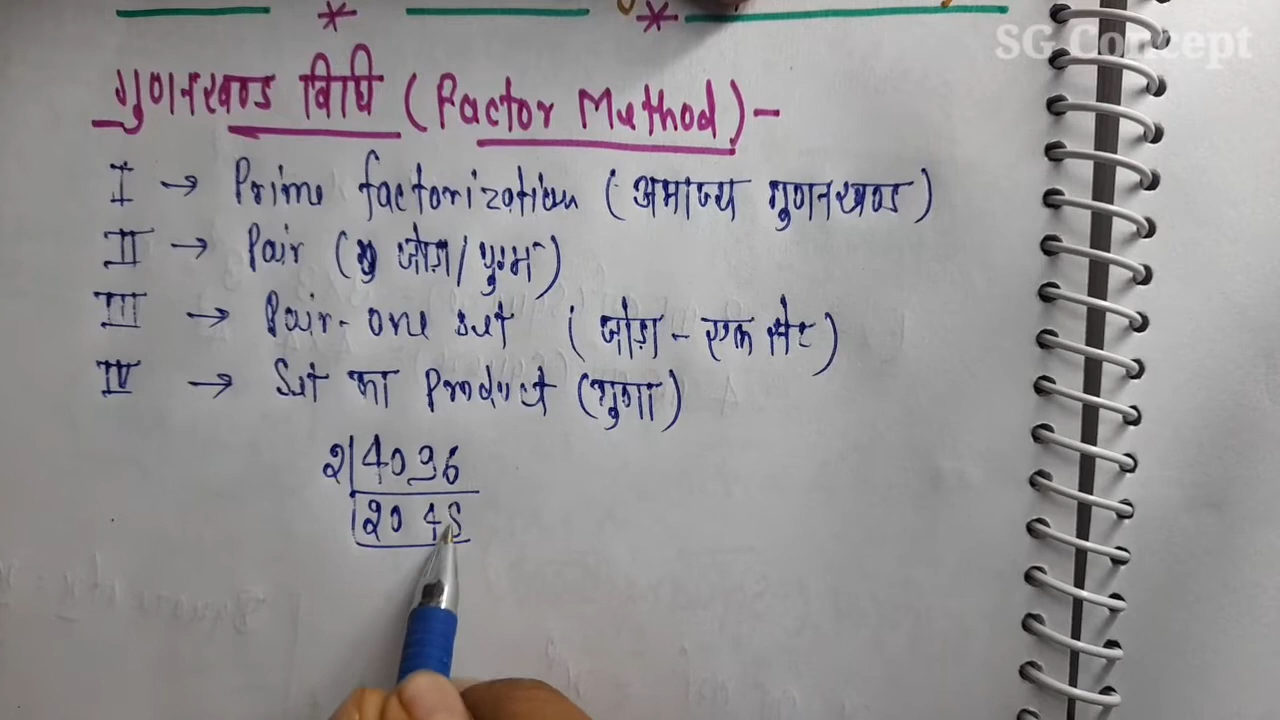 SG Concept
गुणनखण्ड विधि (Factor Method) -
I → Prime factorization (अभाज्य गुणनखण्ड)
II → Pair (जोड़ा/युग्म)
III → Pair-one set (जोड़ा - एक सेट)
IV → Set का Product (गुणा)
2|4096
2048